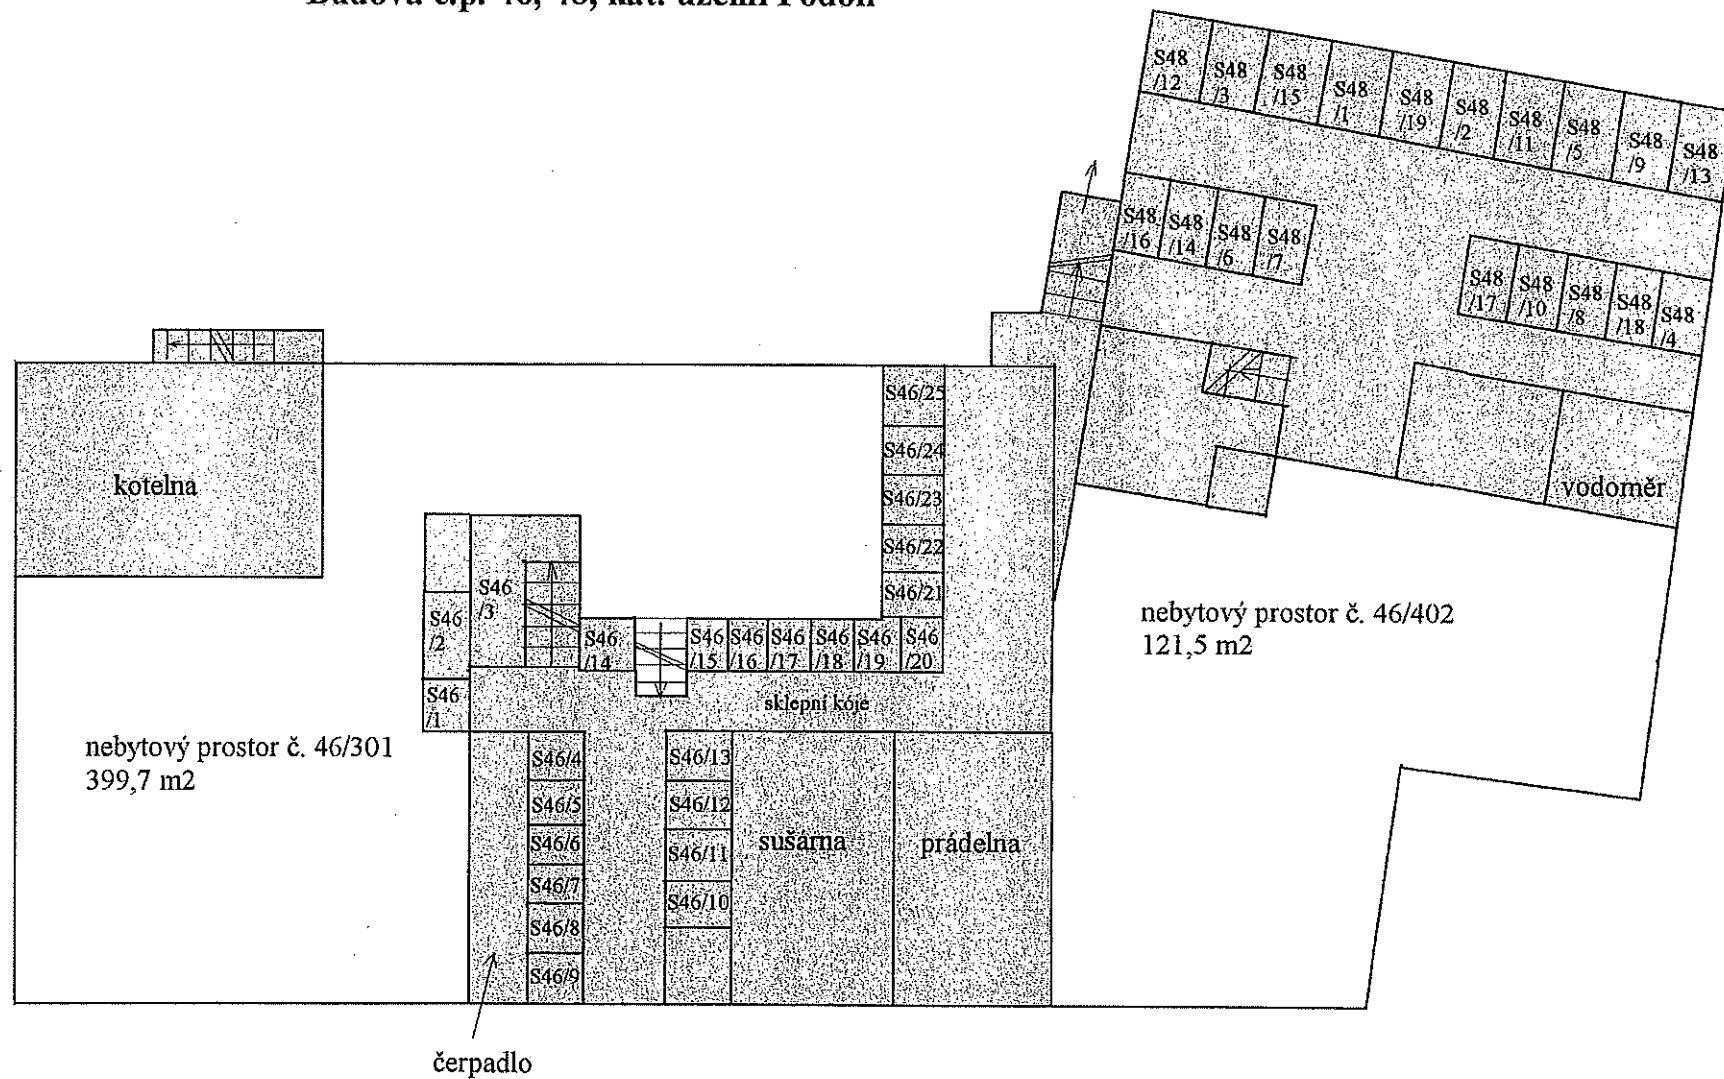 S48
/12
S48
/3
S48
/15
S48
/1
S48
/19
S48
/2
S48
/11
S48
/5
S48
/9
S48
/13
S48
/16
S48
/14
S48
/6
S48
/7
S48
/17
S48
/10
S48
/8
S48
/18
S48
/4
kotelna
vodoměr
S46/25
S46/24
S46/23
S46/22
S46/21
S46
/3
S46
/2
S46
/1
S46
/14
S46
/15
S46
/16
S46
/17
S46
/18
S46
/19
S46
/20
sklepní kóje
nebytový prostor č. 46/402
121,5 m2
nebytový prostor č. 46/301
399,7 m2
S46/4
S46/5
S46/6
S46/7
S46/8
S46/9
S46/13
S46/12
S46/11
S46/10
sušárna
prádelna
čerpadlo